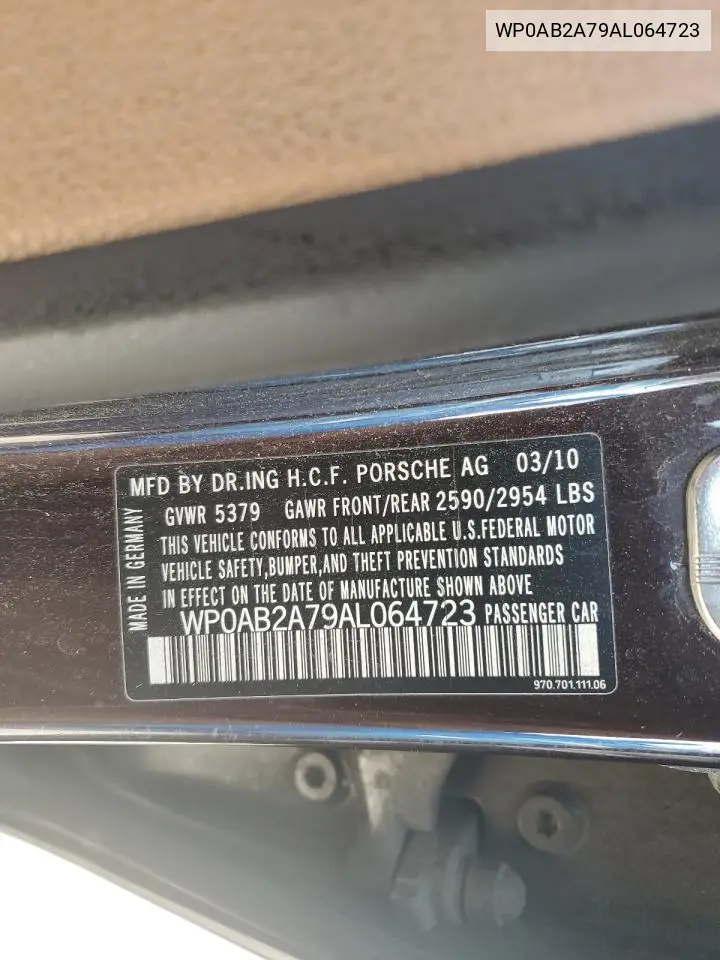 WP0AB2A79AL064723
MFD BY DR.ING H.C.F. PORSCHE AG 03/10
GVWR 5379 GAWR FRONT/REAR 2590/2954 LBS
THIS VEHICLE CONFORMS TO ALL APPLICABLE U.S.FEDERAL MOTOR
VEHICLE SAFETY,BUMPER,AND THEFT PREVENTION STANDARDS
IN EFFECT ON THE DATE OF MANUFACTURE SHOWN ABOVE
WP0AB2A79AL064723 PASSENGER CAR
MADE IN GERMANY
970.701.111.06